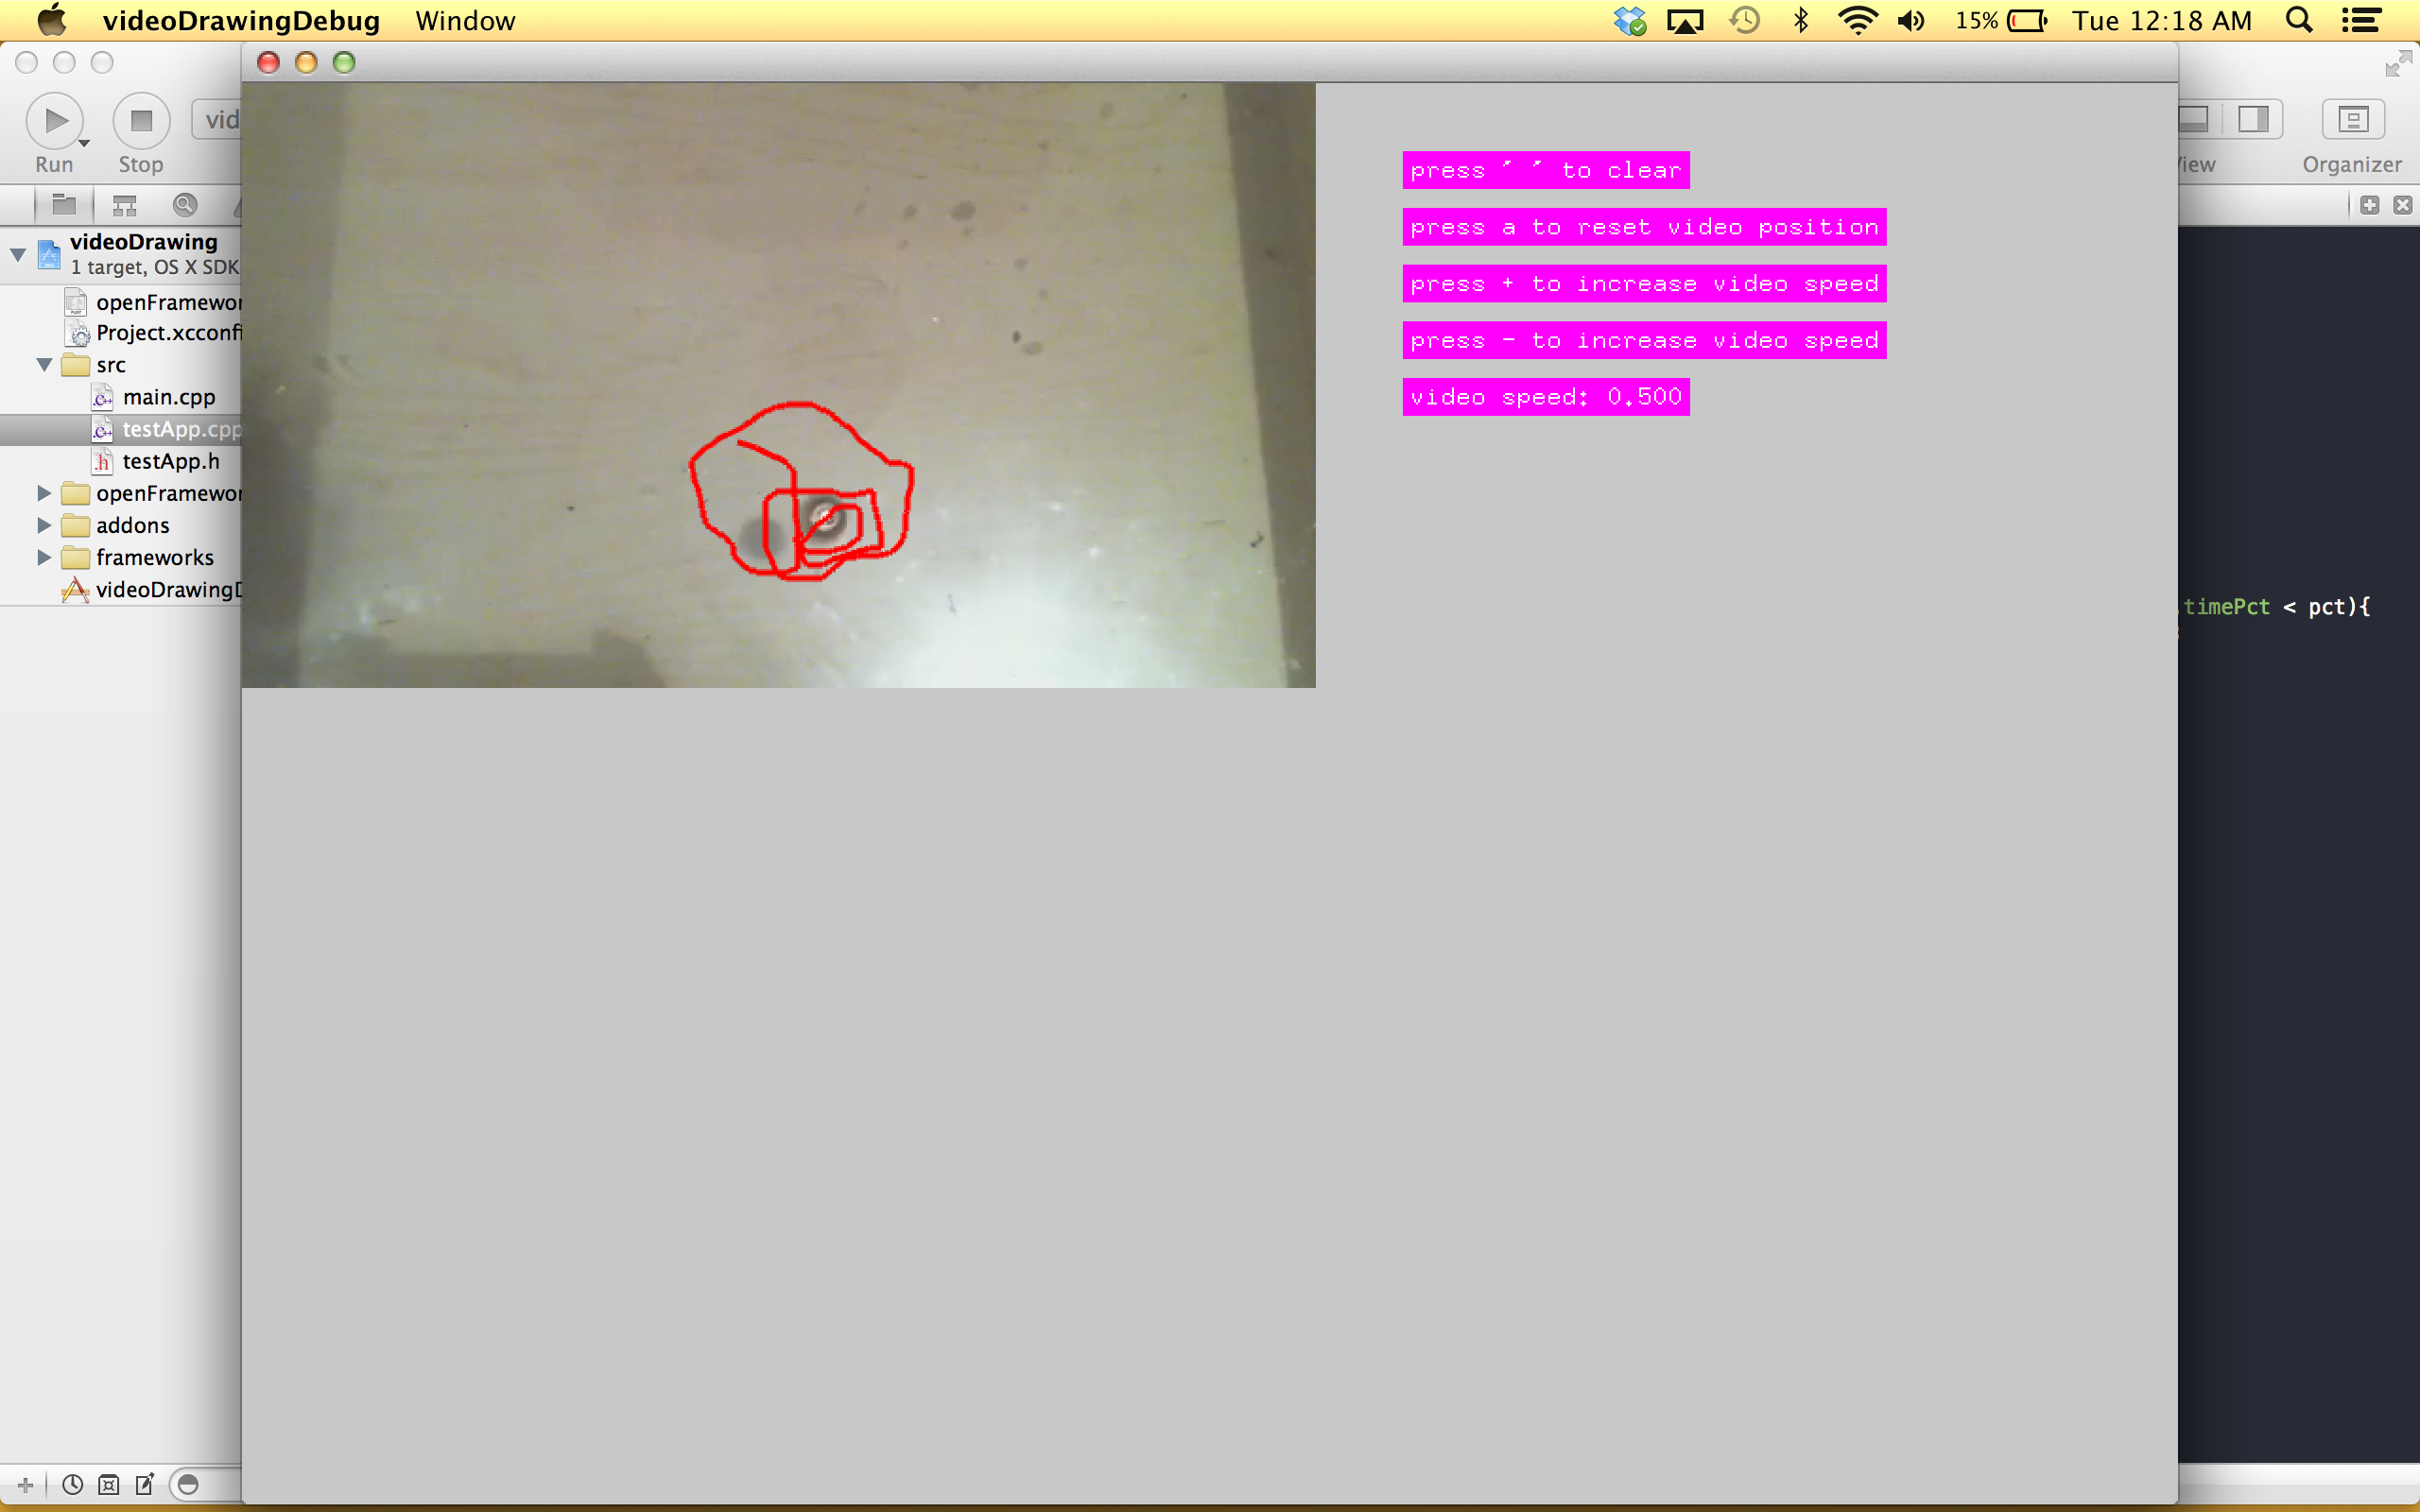 videoDrawingDebug Window 15% Tue 12:18 AM
vid
Run Stop View Organizer
videoDrawing
1 target, OS X SDK
openFramewor
Project.xcconfi
src
main.cpp
testApp.cpp
testApp.h
openFramewor
addons
frameworks
videoDrawingD
press ' ' to clear
press a to reset video position
press + to increase video speed
press - to increase video speed
video speed: 0.500
timePct < pct){